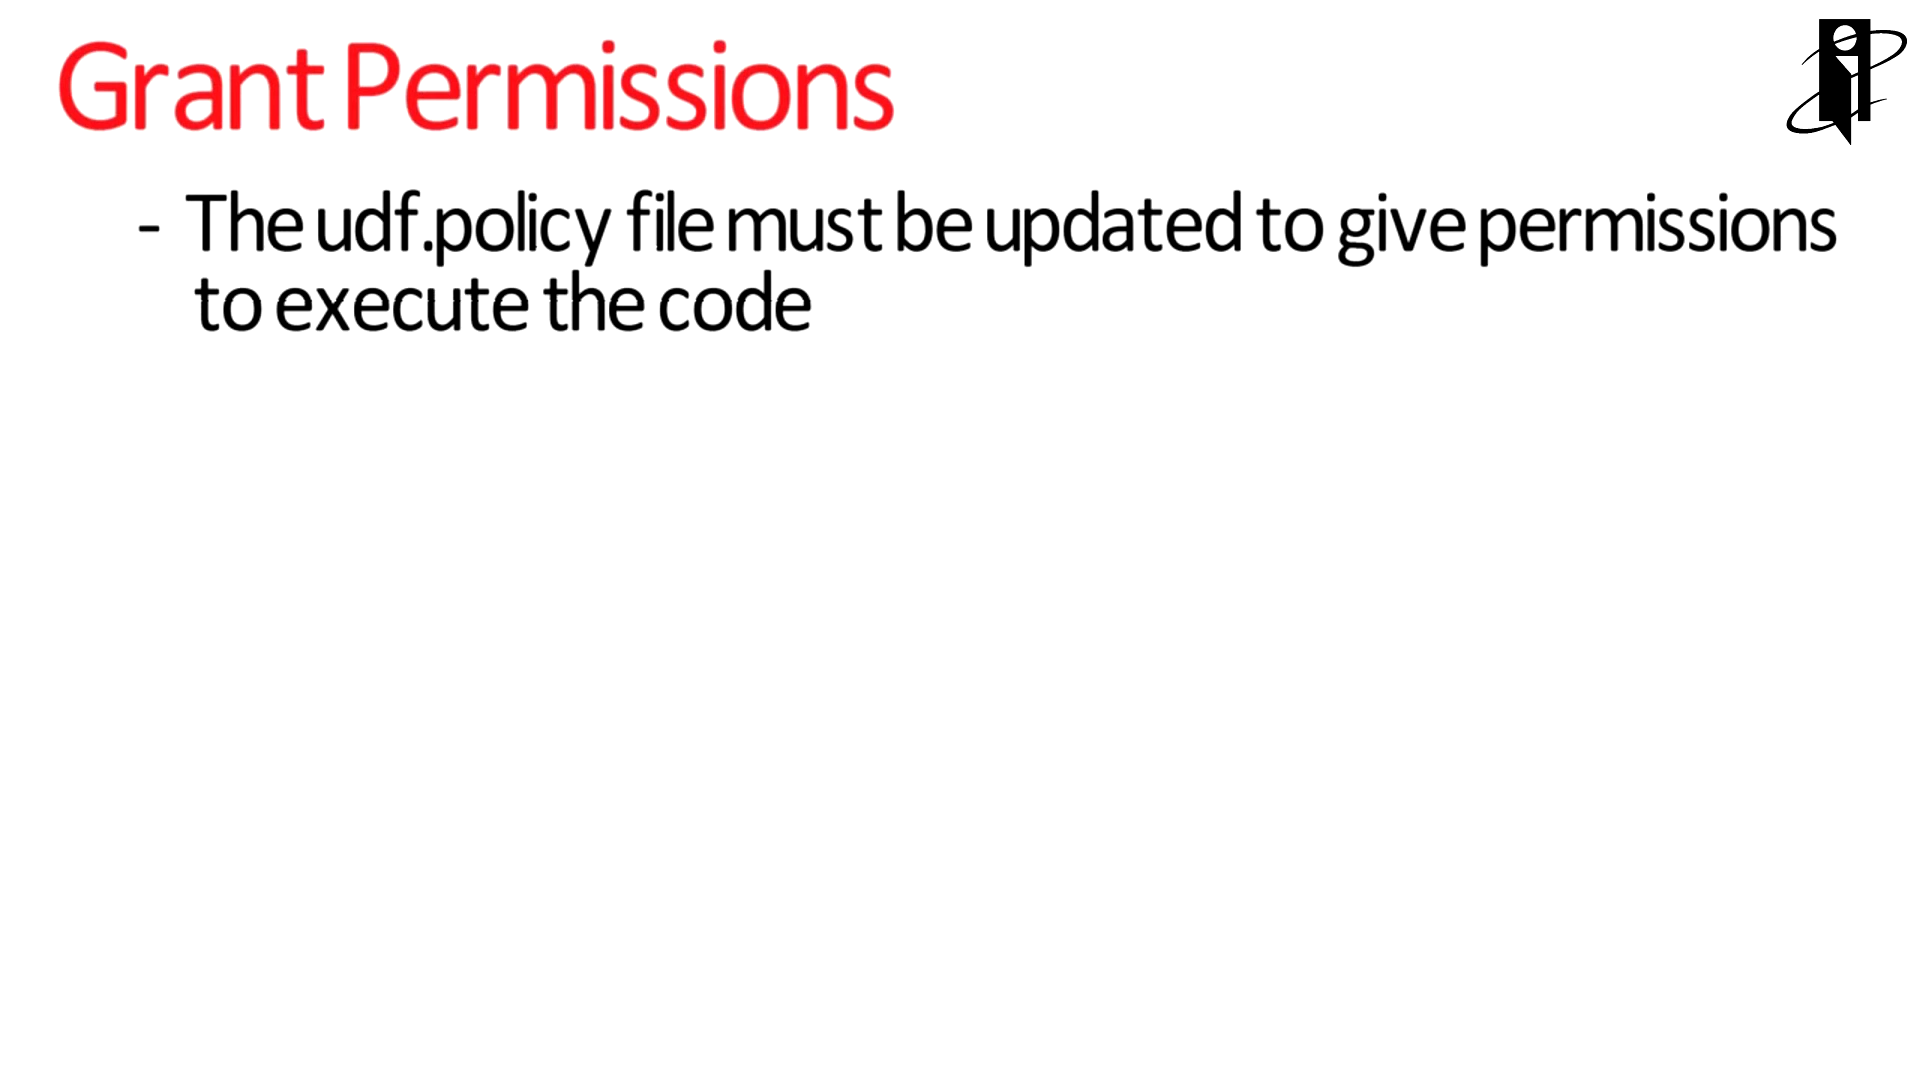 Grant Permissions
- The udf.policy file must be updated to give permissions
to execute the code